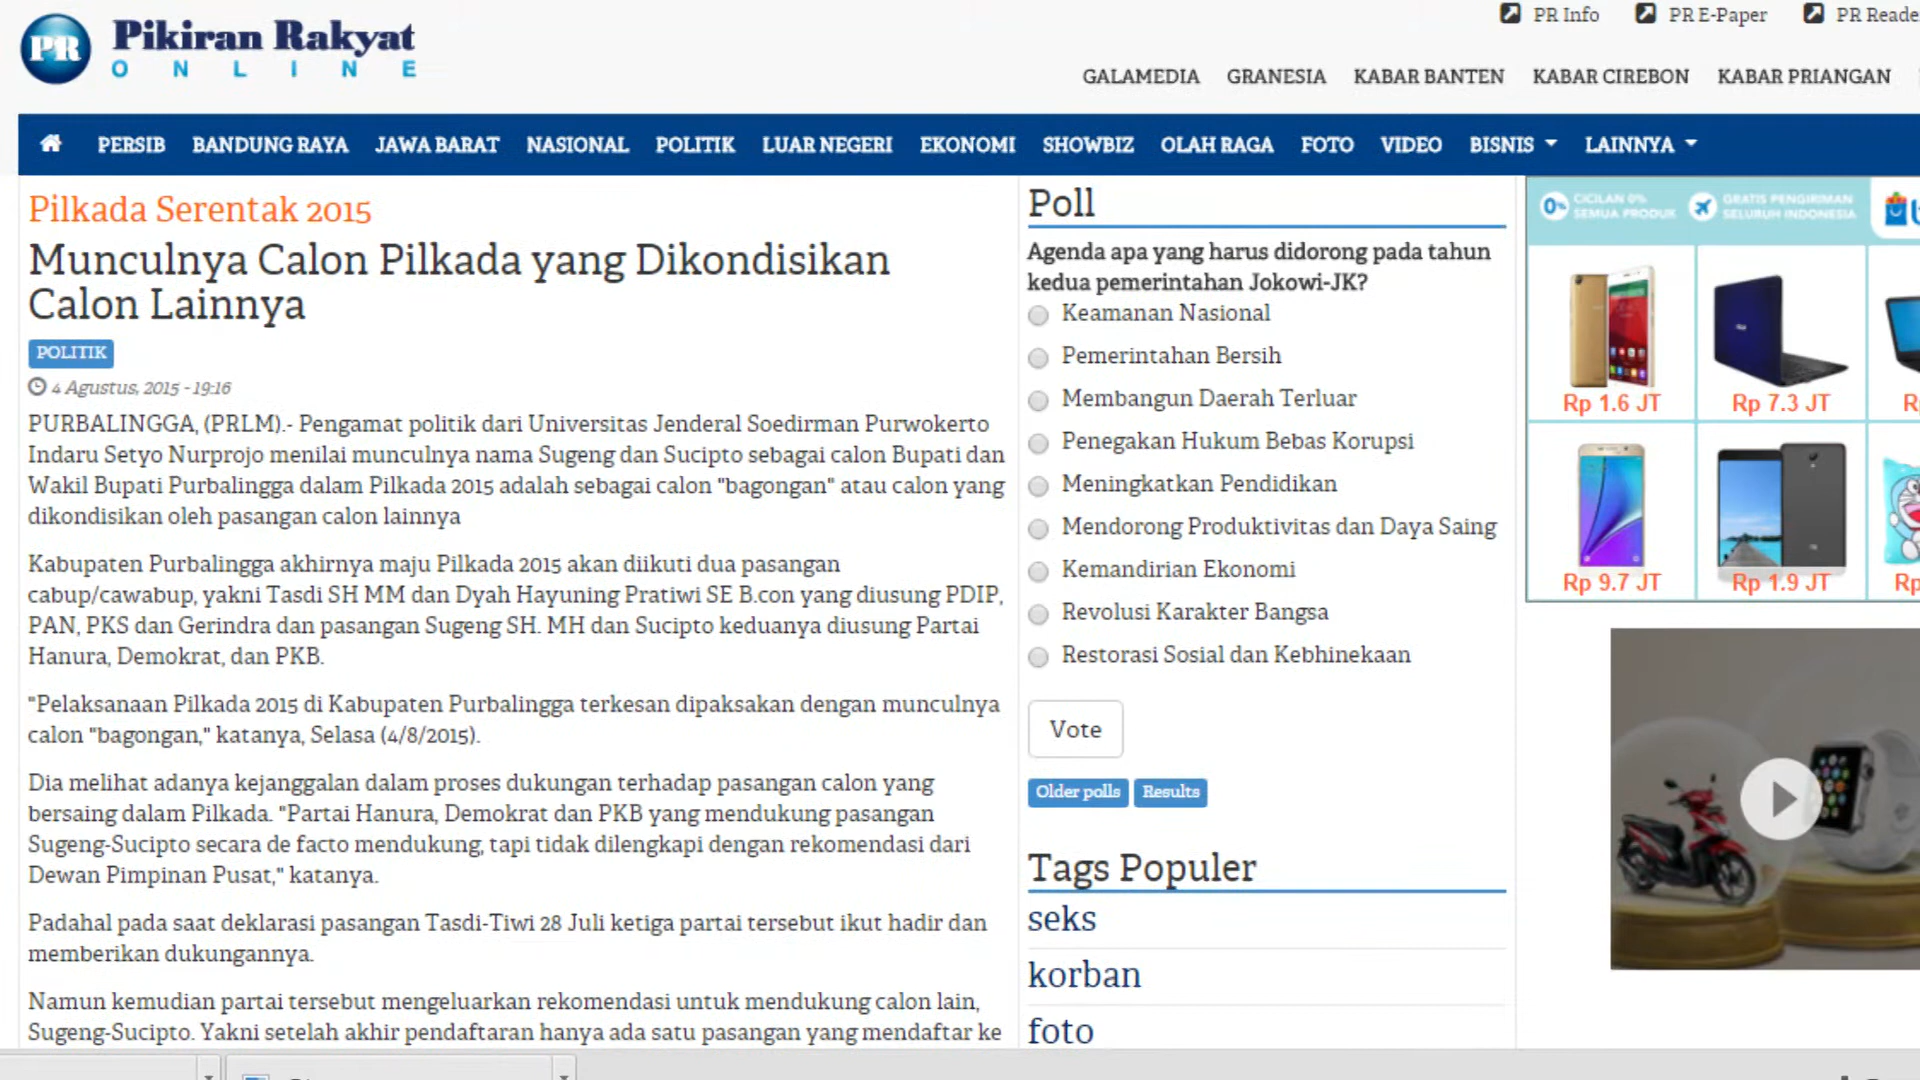 PR Info PR E-Paper PR Reade
PR Pikiran Rakyat
ONLINE
GALAMEDIA GRANESIA KABAR BANTEN KABAR CIREBON KABAR PRIANGAN
PERSIB BANDUNG RAYA JAWA BARAT NASIONAL POLITIK LUAR NEGERI EKONOMI SHOWBIZ OLAH RAGA FOTO VIDEO BISNIS LAINNYA
Pilkada Serentak 2015
Munculnya Calon Pilkada yang Dikondisikan
Calon Lainnya
POLITIK
4 Agustus, 2015 - 19:16
PURBALINGGA, (PRLM).- Pengamat politik dari Universitas Jenderal Soedirman Purwokerto
Indaru Setyo Nurprojo menilai munculnya nama Sugeng dan Sucipto sebagai calon Bupati dan
Wakil Bupati Purbalingga dalam Pilkada 2015 adalah sebagai calon "bagongan" atau calon yang
dikondisikan oleh pasangan calon lainnya
Kabupaten Purbalingga akhirnya maju Pilkada 2015 akan diikuti dua pasangan
cabup/cawabup, yakni Tasdi SH MM dan Dyah Hayuning Pratiwi SE B.con yang diusung PDIP,
PAN, PKS dan Gerindra dan pasangan Sugeng SH. MH dan Sucipto keduanya diusung Partai
Hanura, Demokrat, dan PKB.
"Pelaksanaan Pilkada 2015 di Kabupaten Purbalingga terkesan dipaksakan dengan munculnya
calon "bagongan," katanya, Selasa (4/8/2015).
Dia melihat adanya kejanggalan dalam proses dukungan terhadap pasangan calon yang
bersaing dalam Pilkada. "Partai Hanura, Demokrat dan PKB yang mendukung pasangan
Sugeng-Sucipto secara de facto mendukung, tapi tidak dilengkapi dengan rekomendasi dari
Dewan Pimpinan Pusat," katanya.
Padahal pada saat deklarasi pasangan Tasdi-Tiwi 28 Juli ketiga partai tersebut ikut hadir dan
memberikan dukungannya.
Namun kemudian partai tersebut mengeluarkan rekomendasi untuk mendukung calon lain,
Sugeng-Sucipto. Yakni setelah akhir pendaftaran hanya ada satu pasangan yang mendaftar ke
Poll
Agenda apa yang harus didorong pada tahun
kedua pemerintahan Jokowi-JK?
Keamanan Nasional
Pemerintahan Bersih
Membangun Daerah Terluar
Penegakan Hukum Bebas Korupsi
Meningkatkan Pendidikan
Mendorong Produktivitas dan Daya Saing
Kemandirian Ekonomi
Revolusi Karakter Bangsa
Restorasi Sosial dan Kebhinekaan
Vote
Older polls Results
Tags Populer
seks
korban
foto
0% CICILAN 0%
SEMUA PRODUK
GRATIS PENGIRIMAN
SELURUH INDONESIA
Rp 1.6 JT Rp 7.3 JT R
Rp 9.7 JT Rp 1.9 JT Rp